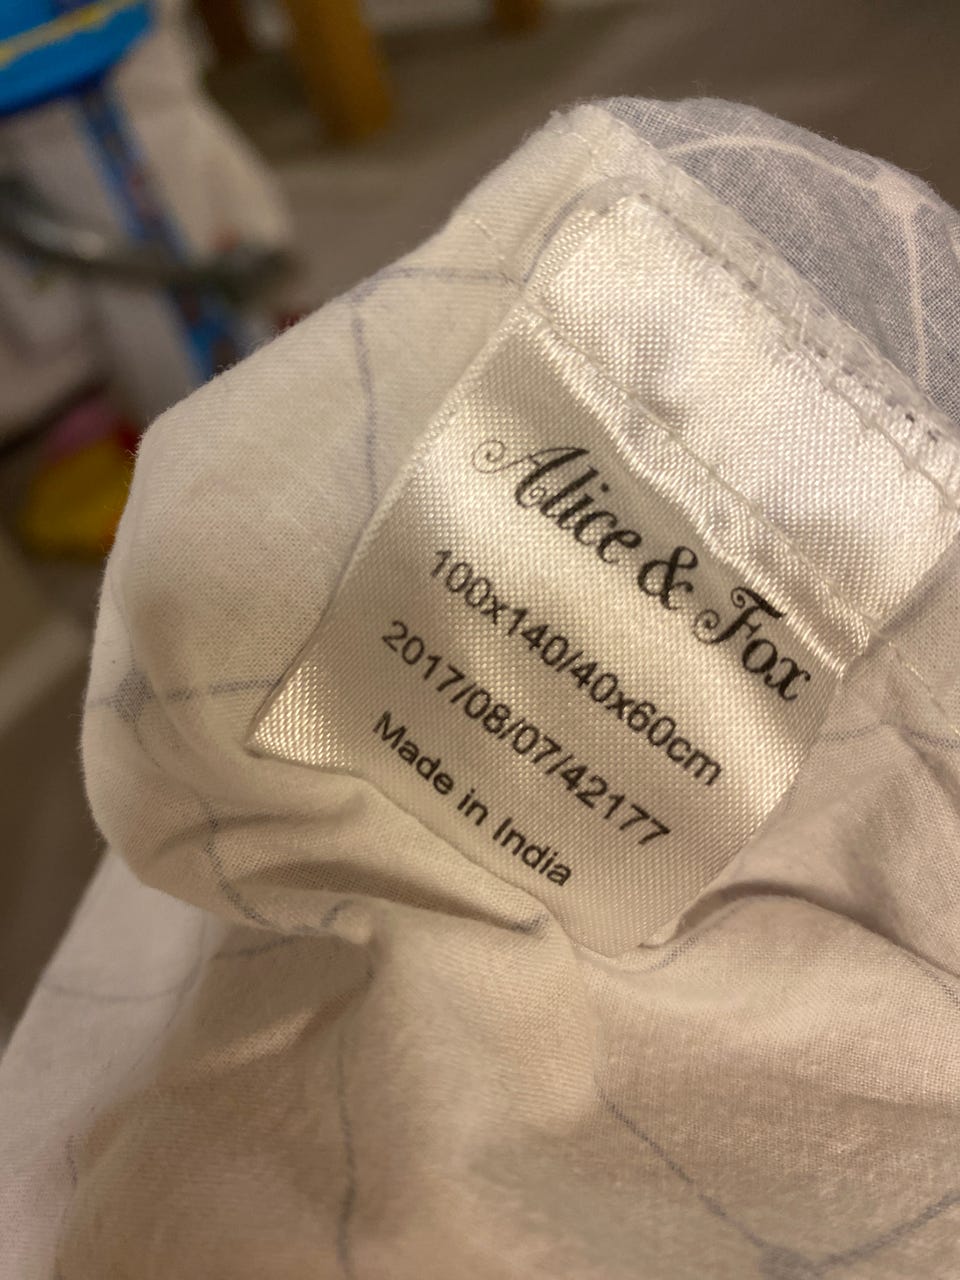 Alice & Fox
100x140/40x60cm
2017/08/07/42177
Made in India